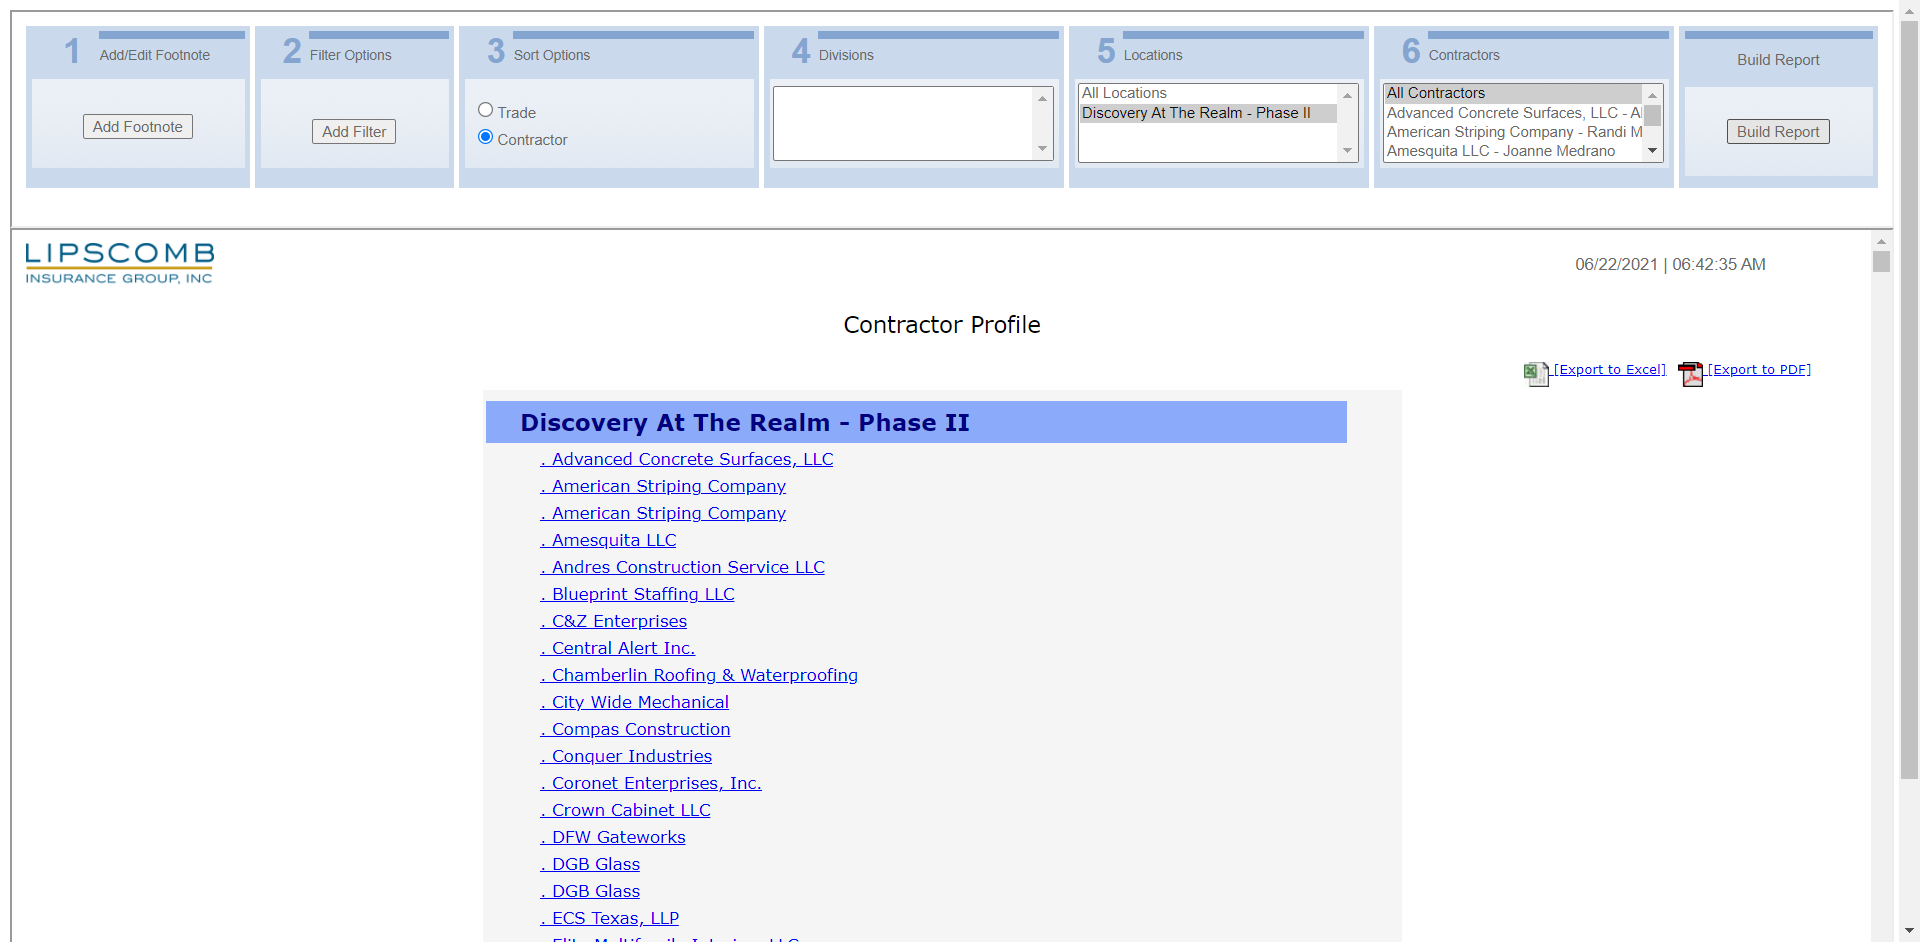 1 Add/Edit Footnote
Add Footnote
2 Filter Options
Add Filter
3 Sort Options
Trade
Contractor
4 Divisions
5 Locations
All Locations
Discovery At The Realm - Phase II
6 Contractors
All Contractors
Advanced Concrete Surfaces, LLC - A
American Striping Company - Randi M
Amesquita LLC - Joanne Medrano
Build Report
Build Report
LIPSCOMB
INSURANCE GROUP, INC
06/22/2021 | 06:42:35 AM
Contractor Profile
[Export to Excel] [Export to PDF]
Discovery At The Realm - Phase II
. Advanced Concrete Surfaces, LLC
. American Striping Company
. American Striping Company
. Amesquita LLC
. Andres Construction Service LLC
. Blueprint Staffing LLC
. C&Z Enterprises
. Central Alert Inc.
. Chamberlin Roofing & Waterproofing
. City Wide Mechanical
. Compas Construction
. Conquer Industries
. Coronet Enterprises, Inc.
. Crown Cabinet LLC
. DFW Gateworks
. DGB Glass
. DGB Glass
. ECS Texas, LLP